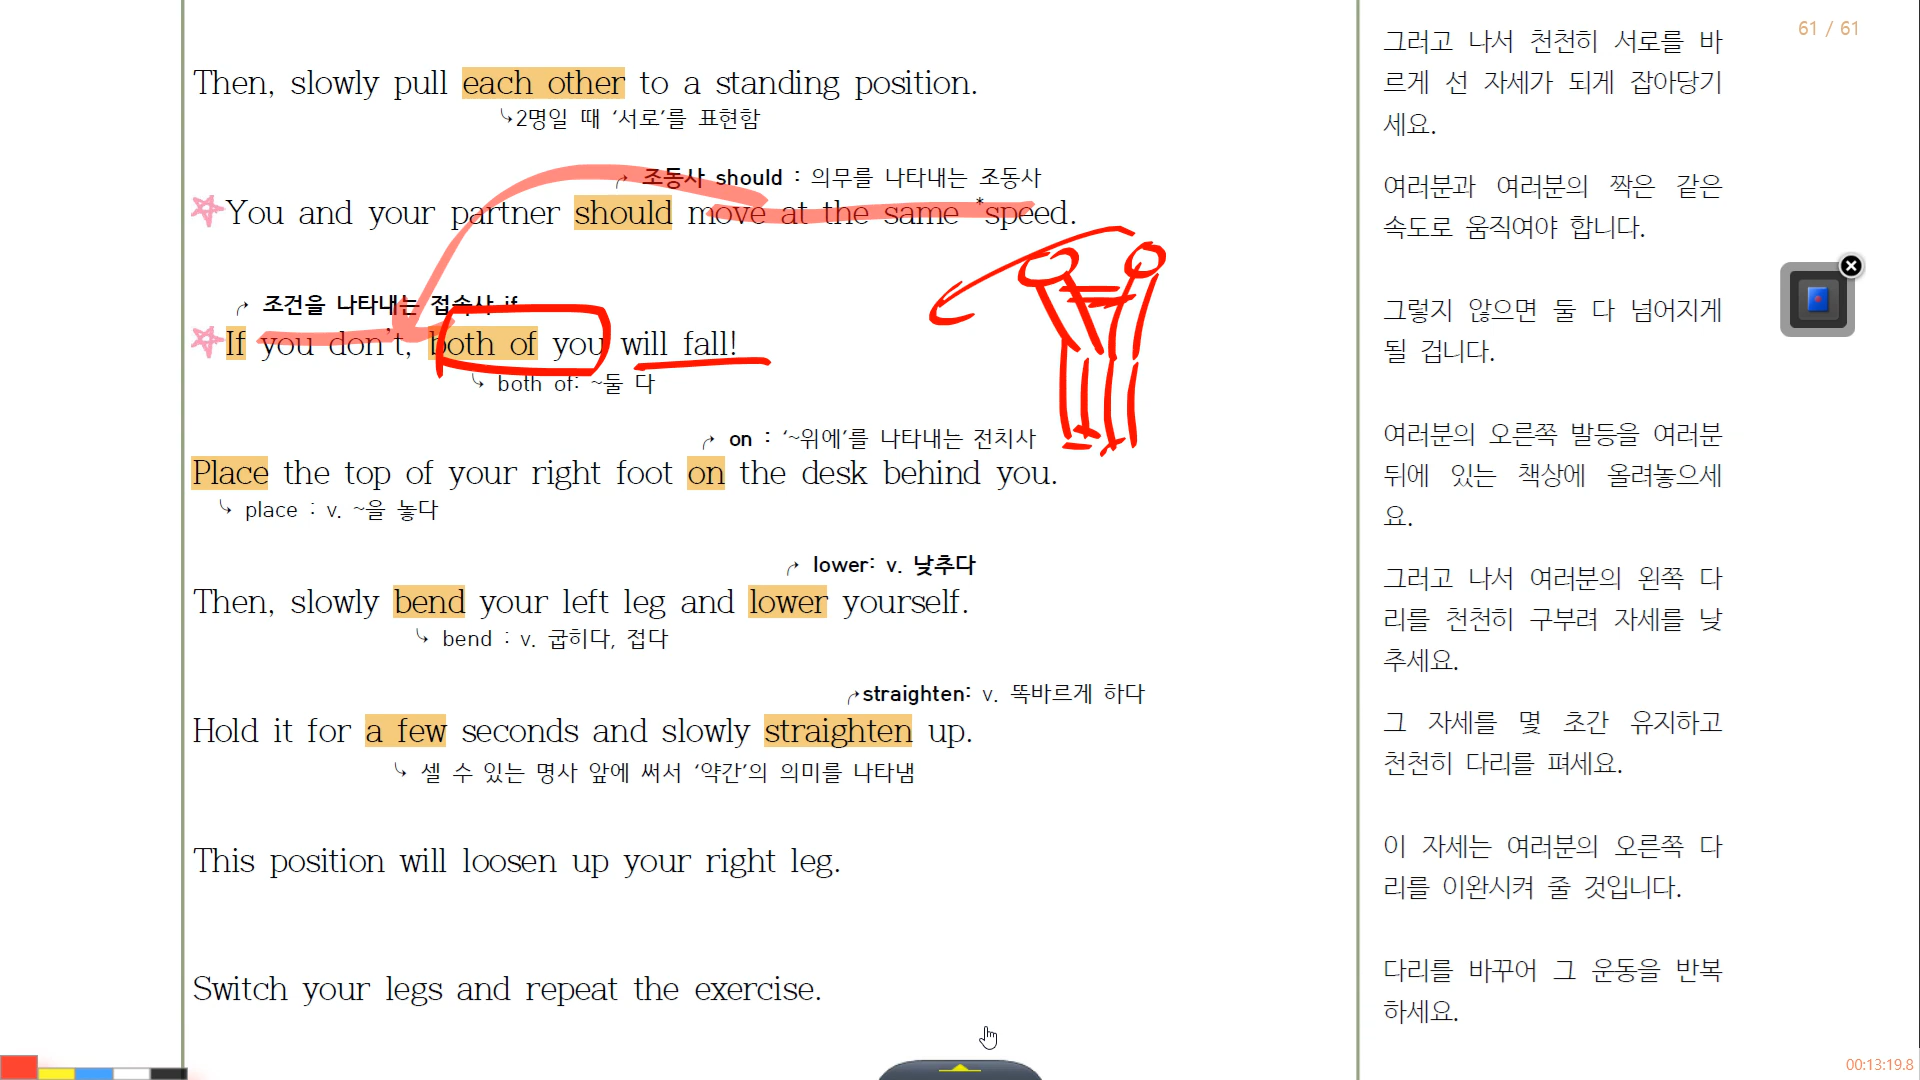 61 / 61
Then, slowly pull each other to a standing position.
2명일 때 ‘서로’를 표현함
조동사 should : 의무를 나타내는 조동사
You and your partner should move at the same *speed.
조건을 나타내는 접속사 if
If you don't, both of you will fall!
both of: ~둘 다
on : ‘~위에’를 나타내는 전치사
Place the top of your right foot on the desk behind you.
place : v. ~을 놓다
lower: v. 낮추다
Then, slowly bend your left leg and lower yourself.
bend : v. 굽히다, 접다
straighten: v. 똑바르게 하다
Hold it for a few seconds and slowly straighten up.
셀 수 있는 명사 앞에 써서 ‘약간’의 의미를 나타냄
This position will loosen up your right leg.
Switch your legs and repeat the exercise.
그러고 나서 천천히 서로를 바
르게 선 자세가 되게 잡아당기
세요.
여러분과 여러분의 짝은 같은
속도로 움직여야 합니다.
그렇지 않으면 둘 다 넘어지게
될 겁니다.
여러분의 오른쪽 발등을 여러분
뒤에 있는 책상에 올려놓으세
요.
그러고 나서 여러분의 왼쪽 다
리를 천천히 구부려 자세를 낮
추세요.
그 자세를 몇 초간 유지하고
천천히 다리를 펴세요.
이 자세는 여러분의 오른쪽 다
리를 이완시켜 줄 것입니다.
다리를 바꾸어 그 운동을 반복
하세요.
00:13:19.8